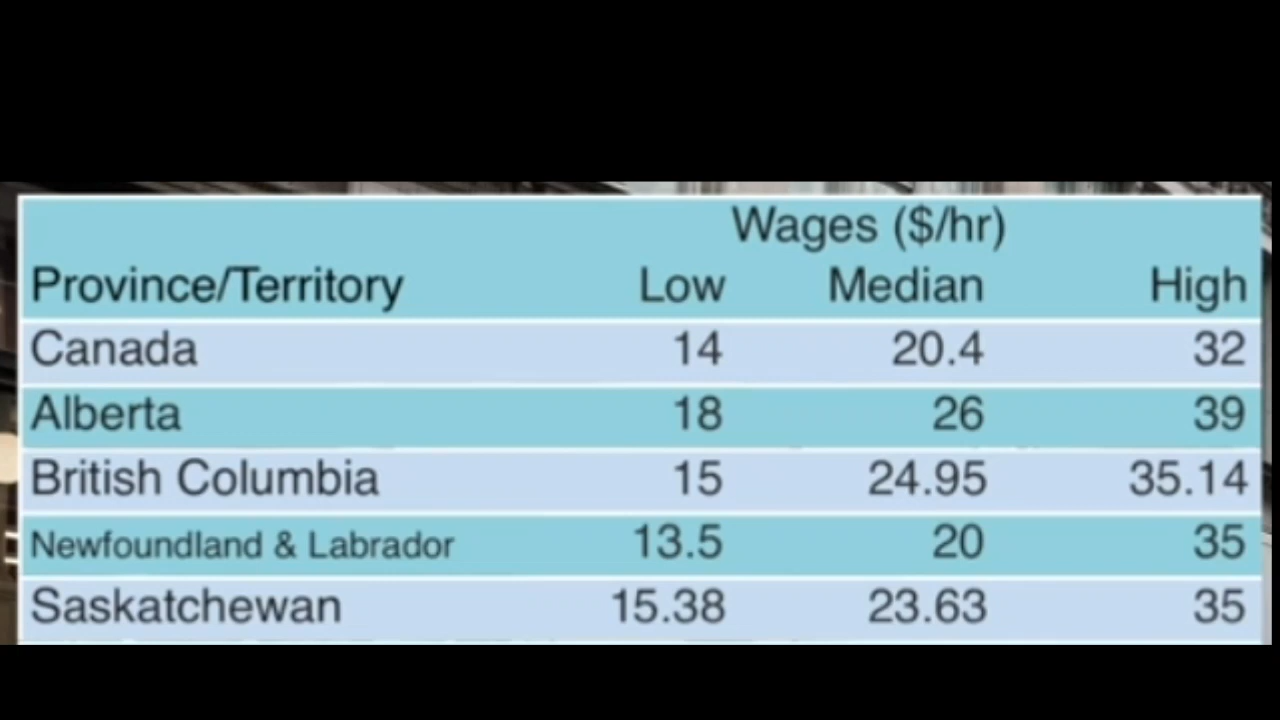 Wages ($/hr)
Province/Territory Low Median High
Canada 14 20.4 32
Alberta 18 26 39
British Columbia 15 24.95 35.14
Newfoundland & Labrador 13.5 20 35
Saskatchewan 15.38 23.63 35